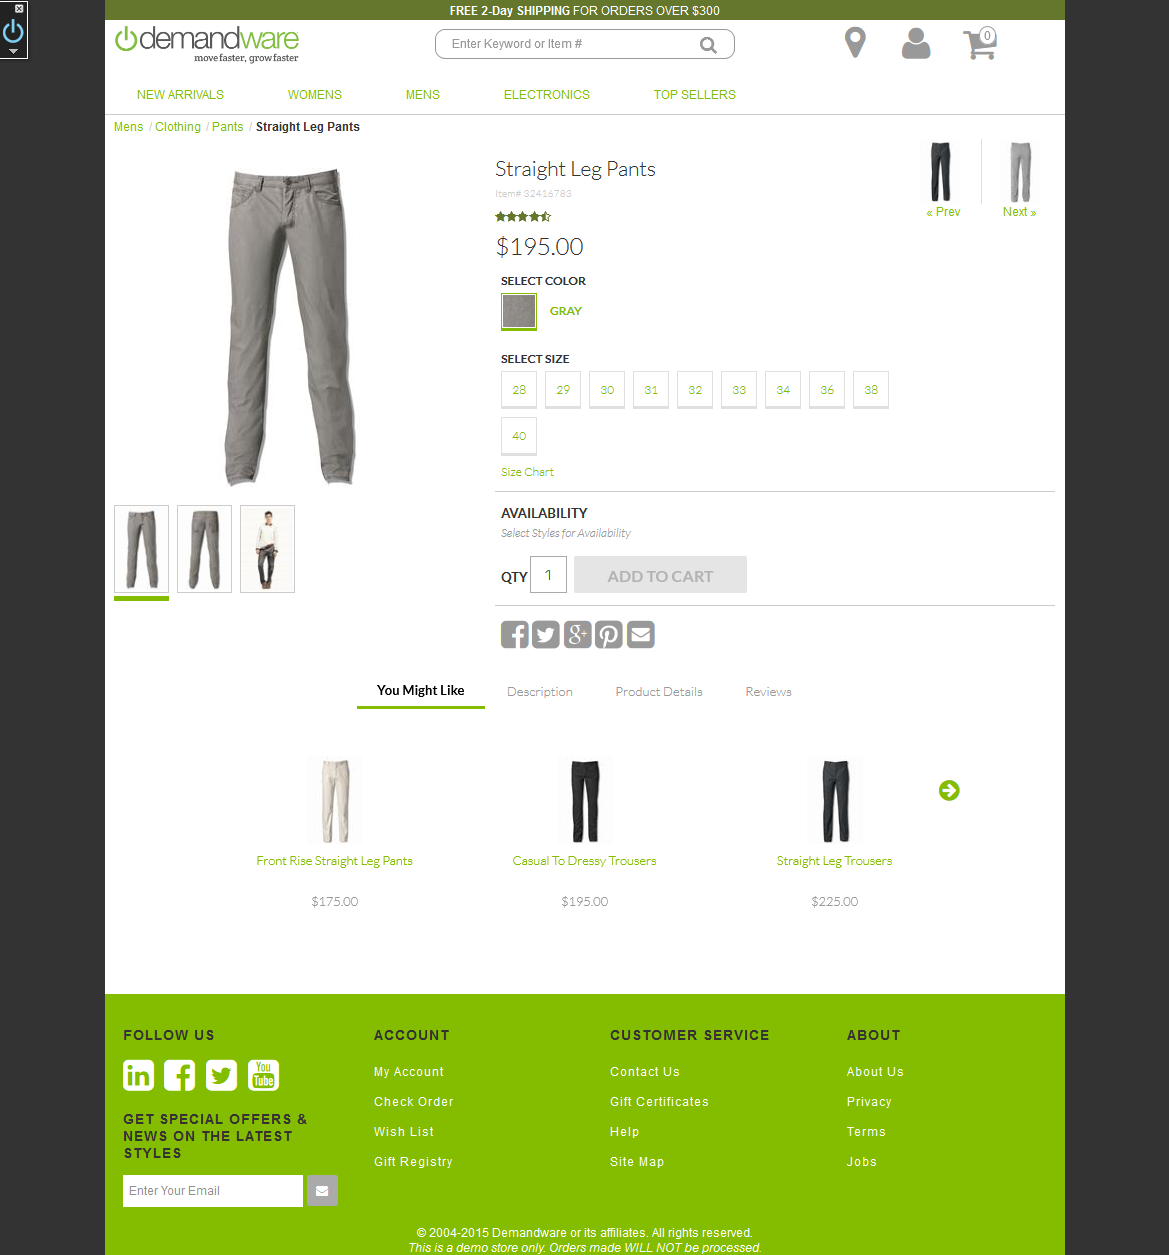 FREE 2-Day SHIPPING FOR ORDERS OVER $300
demandware
move faster, grow faster
Enter Keyword or Item #
0
NEW ARRIVALS
WOMENS
MENS
ELECTRONICS
TOP SELLERS
Mens / Clothing / Pants / Straight Leg Pants
Straight Leg Pants
Item# 32416783
« Prev
Next »
$195.00
SELECT COLOR
GRAY
SELECT SIZE
28 29 30 31 32 33 34 36 38
40
Size Chart
AVAILABILITY
Select Styles for Availability
QTY 1 ADD TO CART
You Might Like
Description
Product Details
Reviews
Front Rise Straight Leg Pants
Casual To Dressy Trousers
Straight Leg Trousers
$175.00
$195.00
$225.00
FOLLOW US
in
You Tube
GET SPECIAL OFFERS &
NEWS ON THE LATEST
STYLES
Enter Your Email
ACCOUNT
My Account
Check Order
Wish List
Gift Registry
CUSTOMER SERVICE
Contact Us
Gift Certificates
Help
Site Map
ABOUT
About Us
Privacy
Terms
Jobs
© 2004-2015 Demandware or its affiliates. All rights reserved.
This is a demo store only. Orders made WILL NOT be processed.